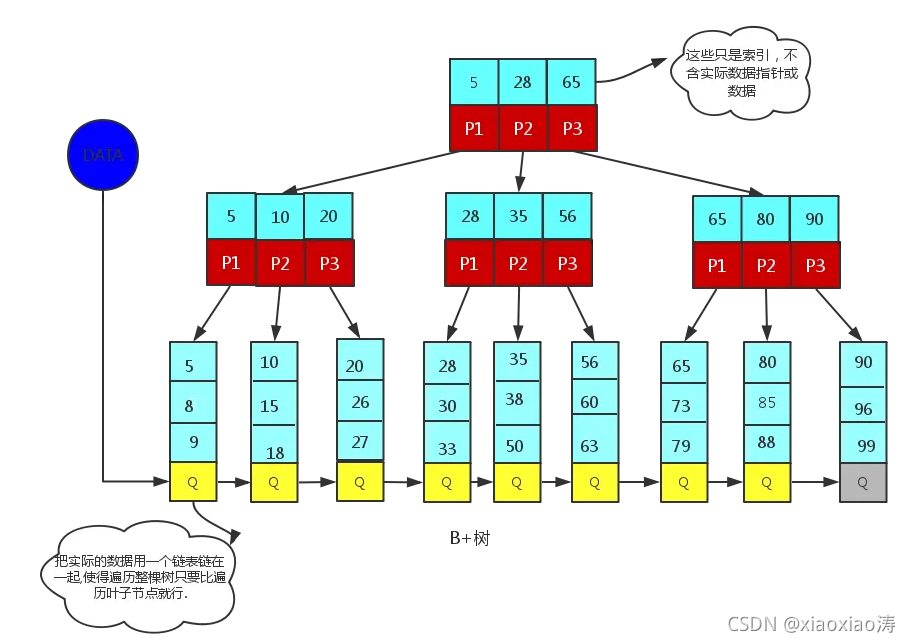 这些只是索引，不
含实际数据指针或
数据
5 28 65
P1 P2 P3
DATA
5 10 20
P1 P2 P3
28 35 56
P1 P2 P3
65 80 90
P1 P2 P3
5
8
9
Q
10
15
18
Q
20
26
27
Q
28
30
33
Q
35
38
50
Q
56
60
63
Q
65
73
79
Q
80
85
88
Q
90
96
99
Q
B+树
把实际的数据用一个链表链在
一起,使得遍历整棵树只要比遍
历叶子节点就行.
CSDN @xiaoxiao涛